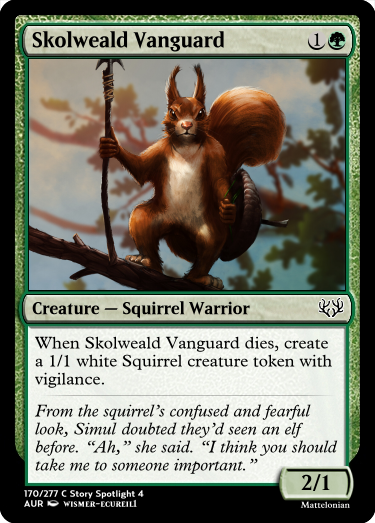 Skolweald Vanguard 1
Creature — Squirrel Warrior
When Skolweald Vanguard dies, create
a 1/1 white Squirrel creature token with
vigilance.
From the squirrel's confused and fearful
look, Simul doubted they'd seen an elf
before. “Ah,” she said. “I think you should
take me to someone important.”
2/1
170/277 C Story Spotlight 4
AUR WISMER-ECUREILI
Mattelonian